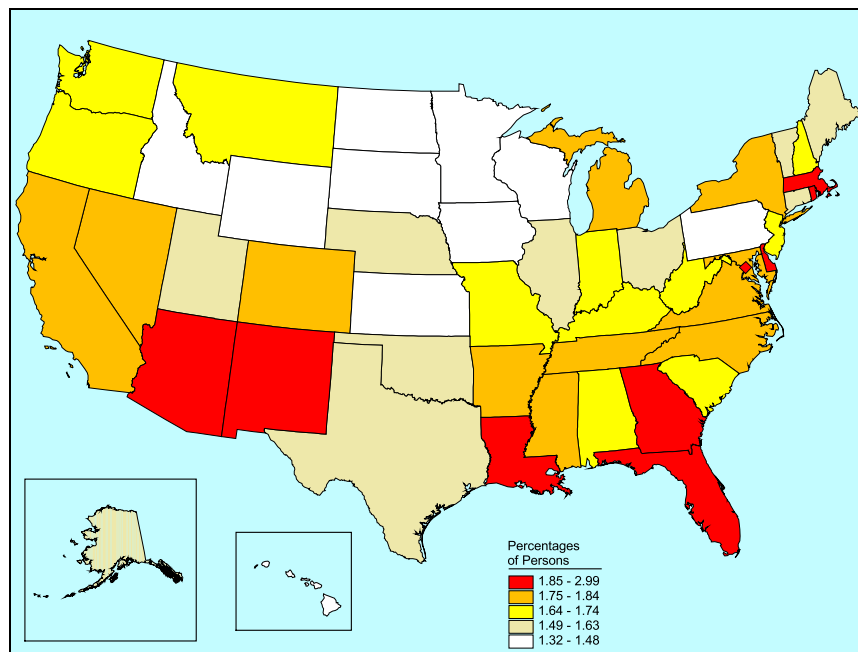 Percentages
of Persons
1.85 - 2.99
1.75 - 1.84
1.64 - 1.74
1.49 - 1.63
1.32 - 1.48